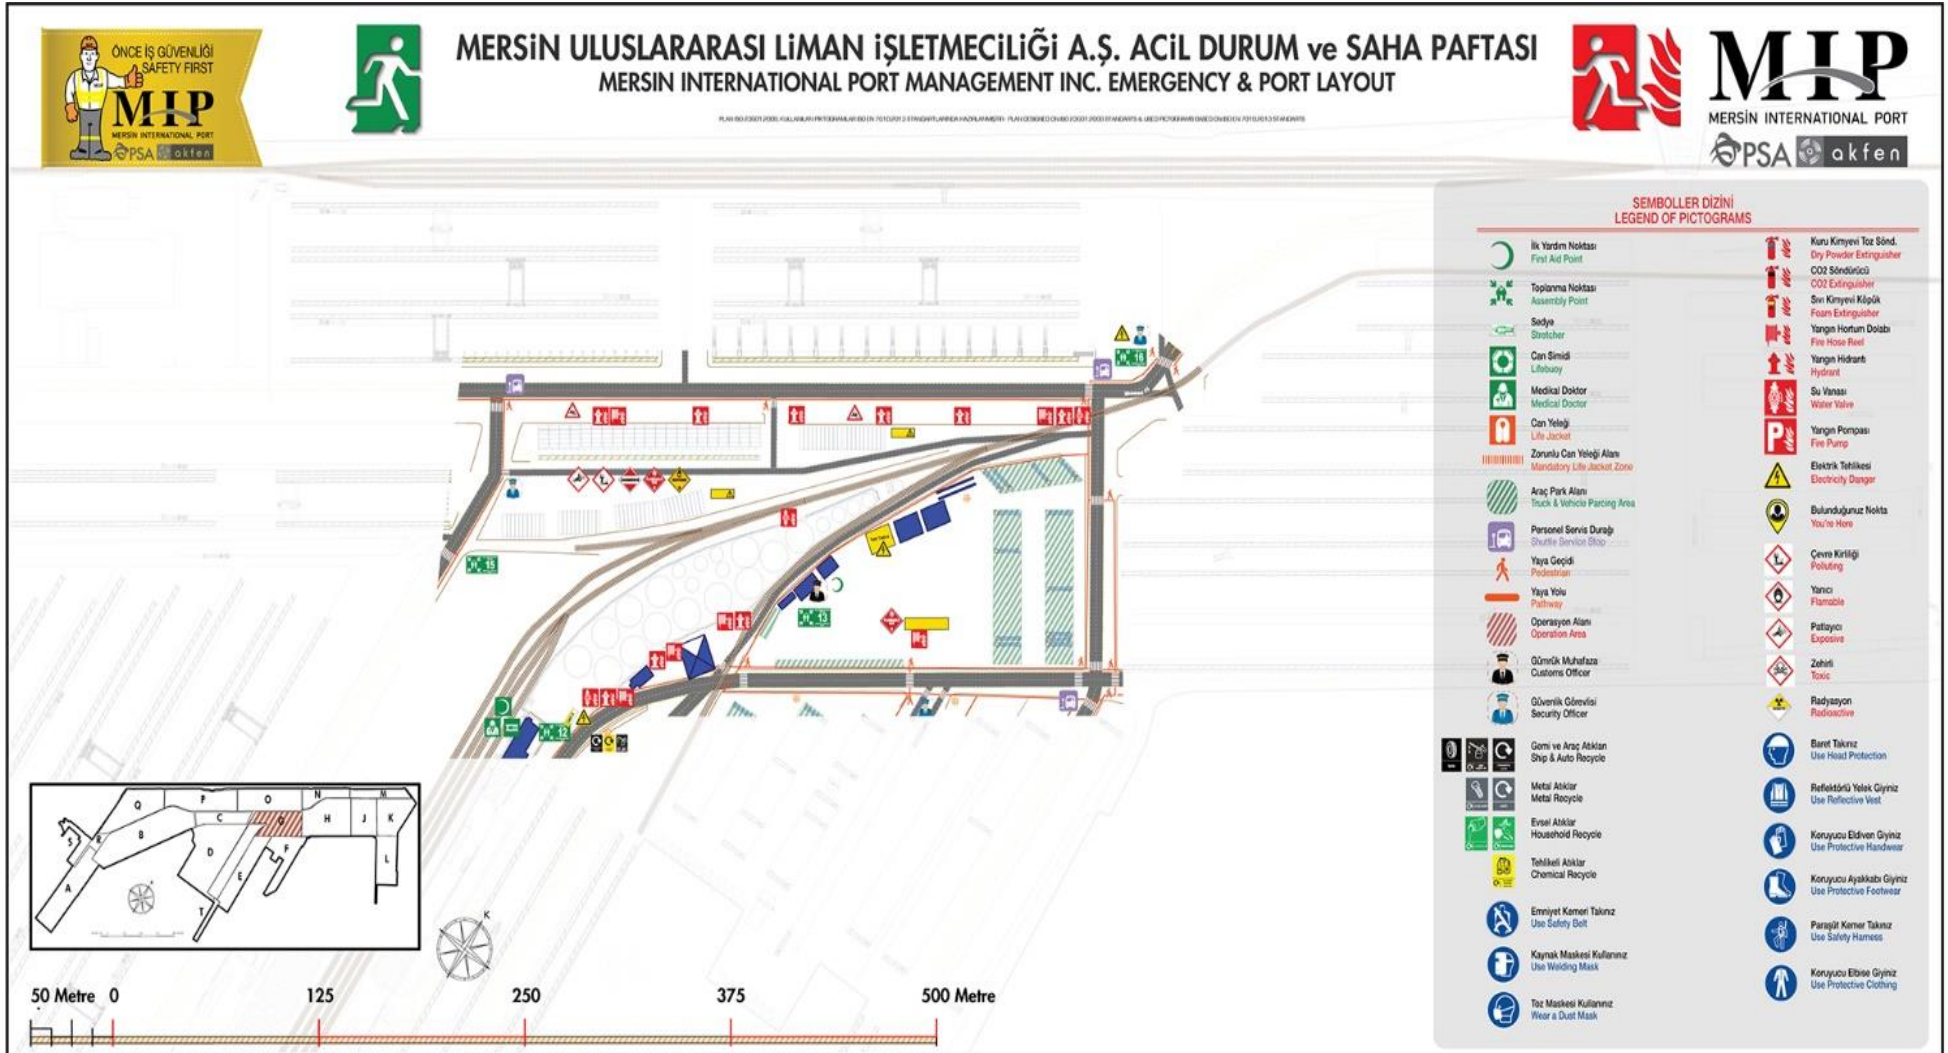 ÖNCE İŞ GÜVENLİĞİ
SAFETY FIRST
MIP
MERSİN INTERNATIONAL PORT
PSA akfen
MERSİN ULUSLARARASI LİMAN İŞLETMECİLİĞİ A.Ş. ACİL DURUM ve SAHA PAFTASI
MERSIN INTERNATIONAL PORT MANAGEMENT INC. EMERGENCY & PORT LAYOUT
MIP
MERSİN INTERNATIONAL PORT
PSA akfen
16
15
13
12
SEMBOLLER DİZİNİ
LEGEND OF PICTOGRAMS
İlk Yardım Noktası
First Aid Point
Toplanma Noktası
Assembly Point
Sedye
Stretcher
Can Simidi
Lifebuoy
Medikal Doktor
Medical Doctor
Can Yeleği
Life Jacket
Zorunlu Can Yeleği Alanı
Mandatory Life Jacket Zone
Araç Park Alanı
Truck & Vehicle Parcing Area
Personel Servis Durağı
Shuttle Service Stop
Yaya Geçidi
Pedestrian
Yaya Yolu
Pathway
Operasyon Alanı
Operation Area
Gümrük Muhafaza
Customs Officer
Güvenlik Görevlisi
Security Officer
Gemi ve Araç Atıkları
Ship & Auto Recycle
Metal Atıklar
Metal Recycle
Evsel Atıklar
Household Recycle
Tehlikeli Atıklar
Chemical Recycle
Emniyet Kemeri Takınız
Use Safety Belt
Kaynak Maskesi Kullanınız
Use Welding Mask
Toz Maskesi Kullanınız
Wear a Dust Mask
Kuru Kimyevi Toz Sönd.
Dry Powder Extinguisher
CO2 Söndürücü
CO2 Extinguisher
Sıvı Kimyevi Köpük
Foam Extinguisher
Yangın Hortum Dolabı
Fire Hose Reel
Yangın Hidrantı
Hydrant
Su Vanası
Water Valve
Yangın Pompası
Fire Pump
P
Elektrik Tehlikesi
Electricity Danger
Bulunduğunuz Nokta
You're Here
Çevre Kirliliği
Polluting
Yanıcı
Flamable
Patlayıcı
Exposive
Zehirli
Toxic
Radyasyon
Radioactive
Baret Takınız
Use Head Protection
Reflektörlü Yelek Giyiniz
Use Reflective Vest
Koruyucu Eldiven Giyiniz
Use Protective Handwear
Koruyucu Ayakkabı Giyiniz
Use Protective Footwear
Paraşüt Kemer Takınız
Use Safety Harness
Koruyucu Elbise Giyiniz
Use Protective Clothing
Q P O N M
S R B C G H J K
A D E F L
T
K
50 Metre 0 125 250 375 500 Metre